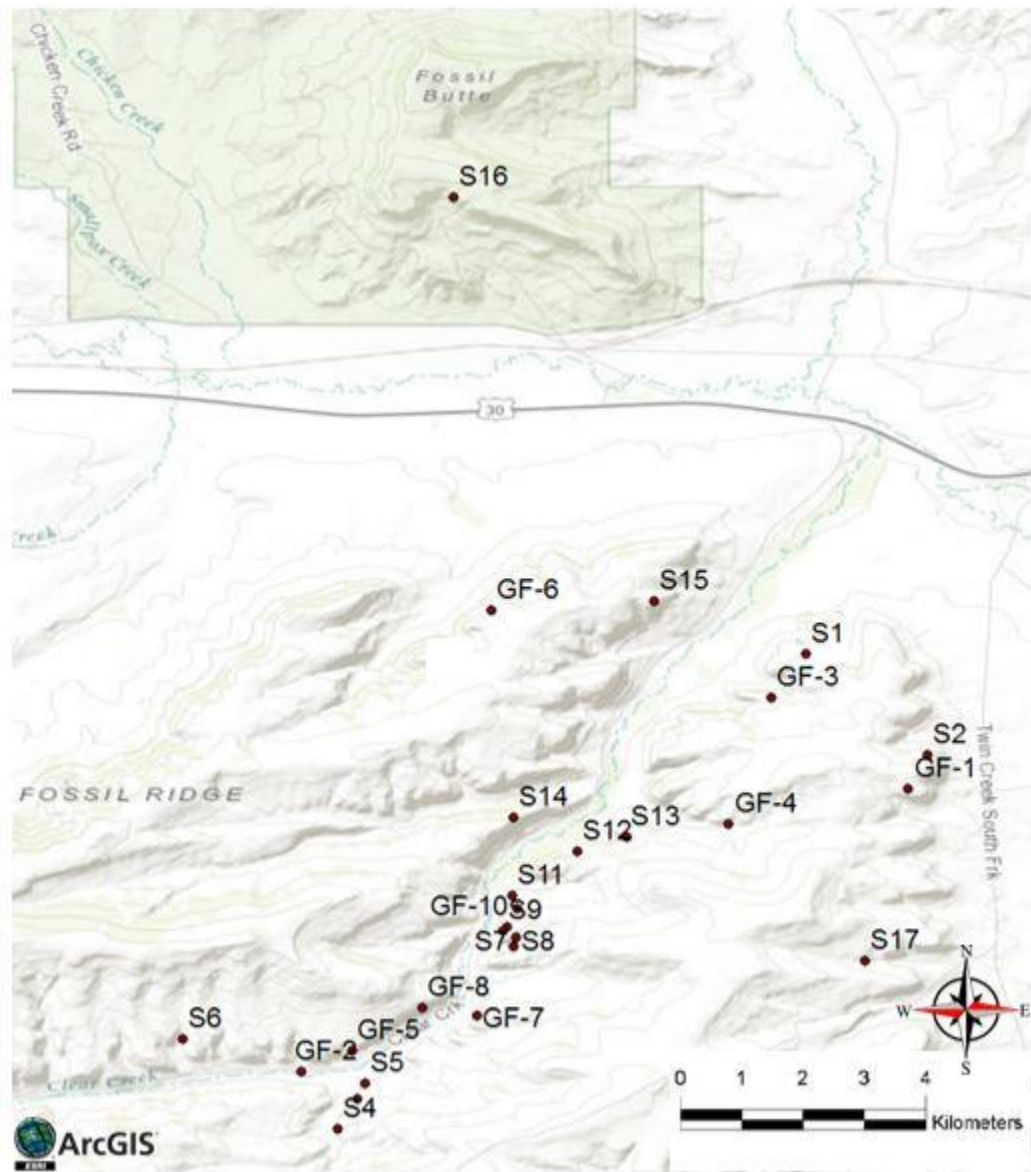 Chicken Creek Rd
Chicken Creek
Fossil
Butte
S16
Smallpox Creek
30
Creek
GF-6
S15
S1
GF-3
S2
GF-1
Twin Creek South Frk
FOSSIL RIDGE
S14
S13
S12
GF-4
S11
GF-10
S9
S7
S8
S17
GF-8
GF-7
S6
GF-5
GF-2
S5
Clear Creek
S4
N
W
E
S
0 1 2 3 4
Kilometers
ArcGIS
ESRI